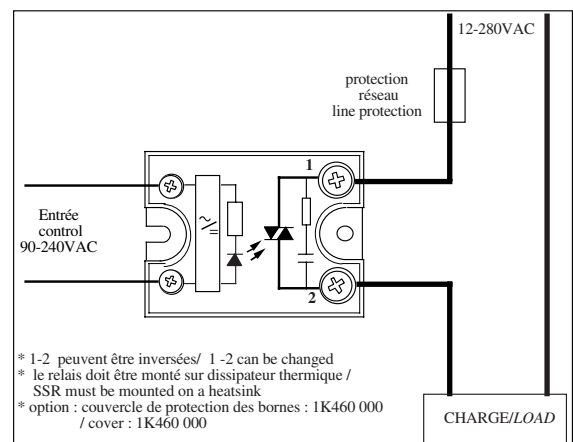 12-280VAC
protection
réseau
line protection
1
Entrée
control
90-240VAC
~/=
2
* 1-2 peuvent être inversées/ 1 -2 can be changed
* le relais doit être monté sur dissipateur thermique /
SSR must be mounted on a heatsink
* option : couvercle de protection des bornes : 1K460 000
/ cover : 1K460 000
CHARGE/LOAD